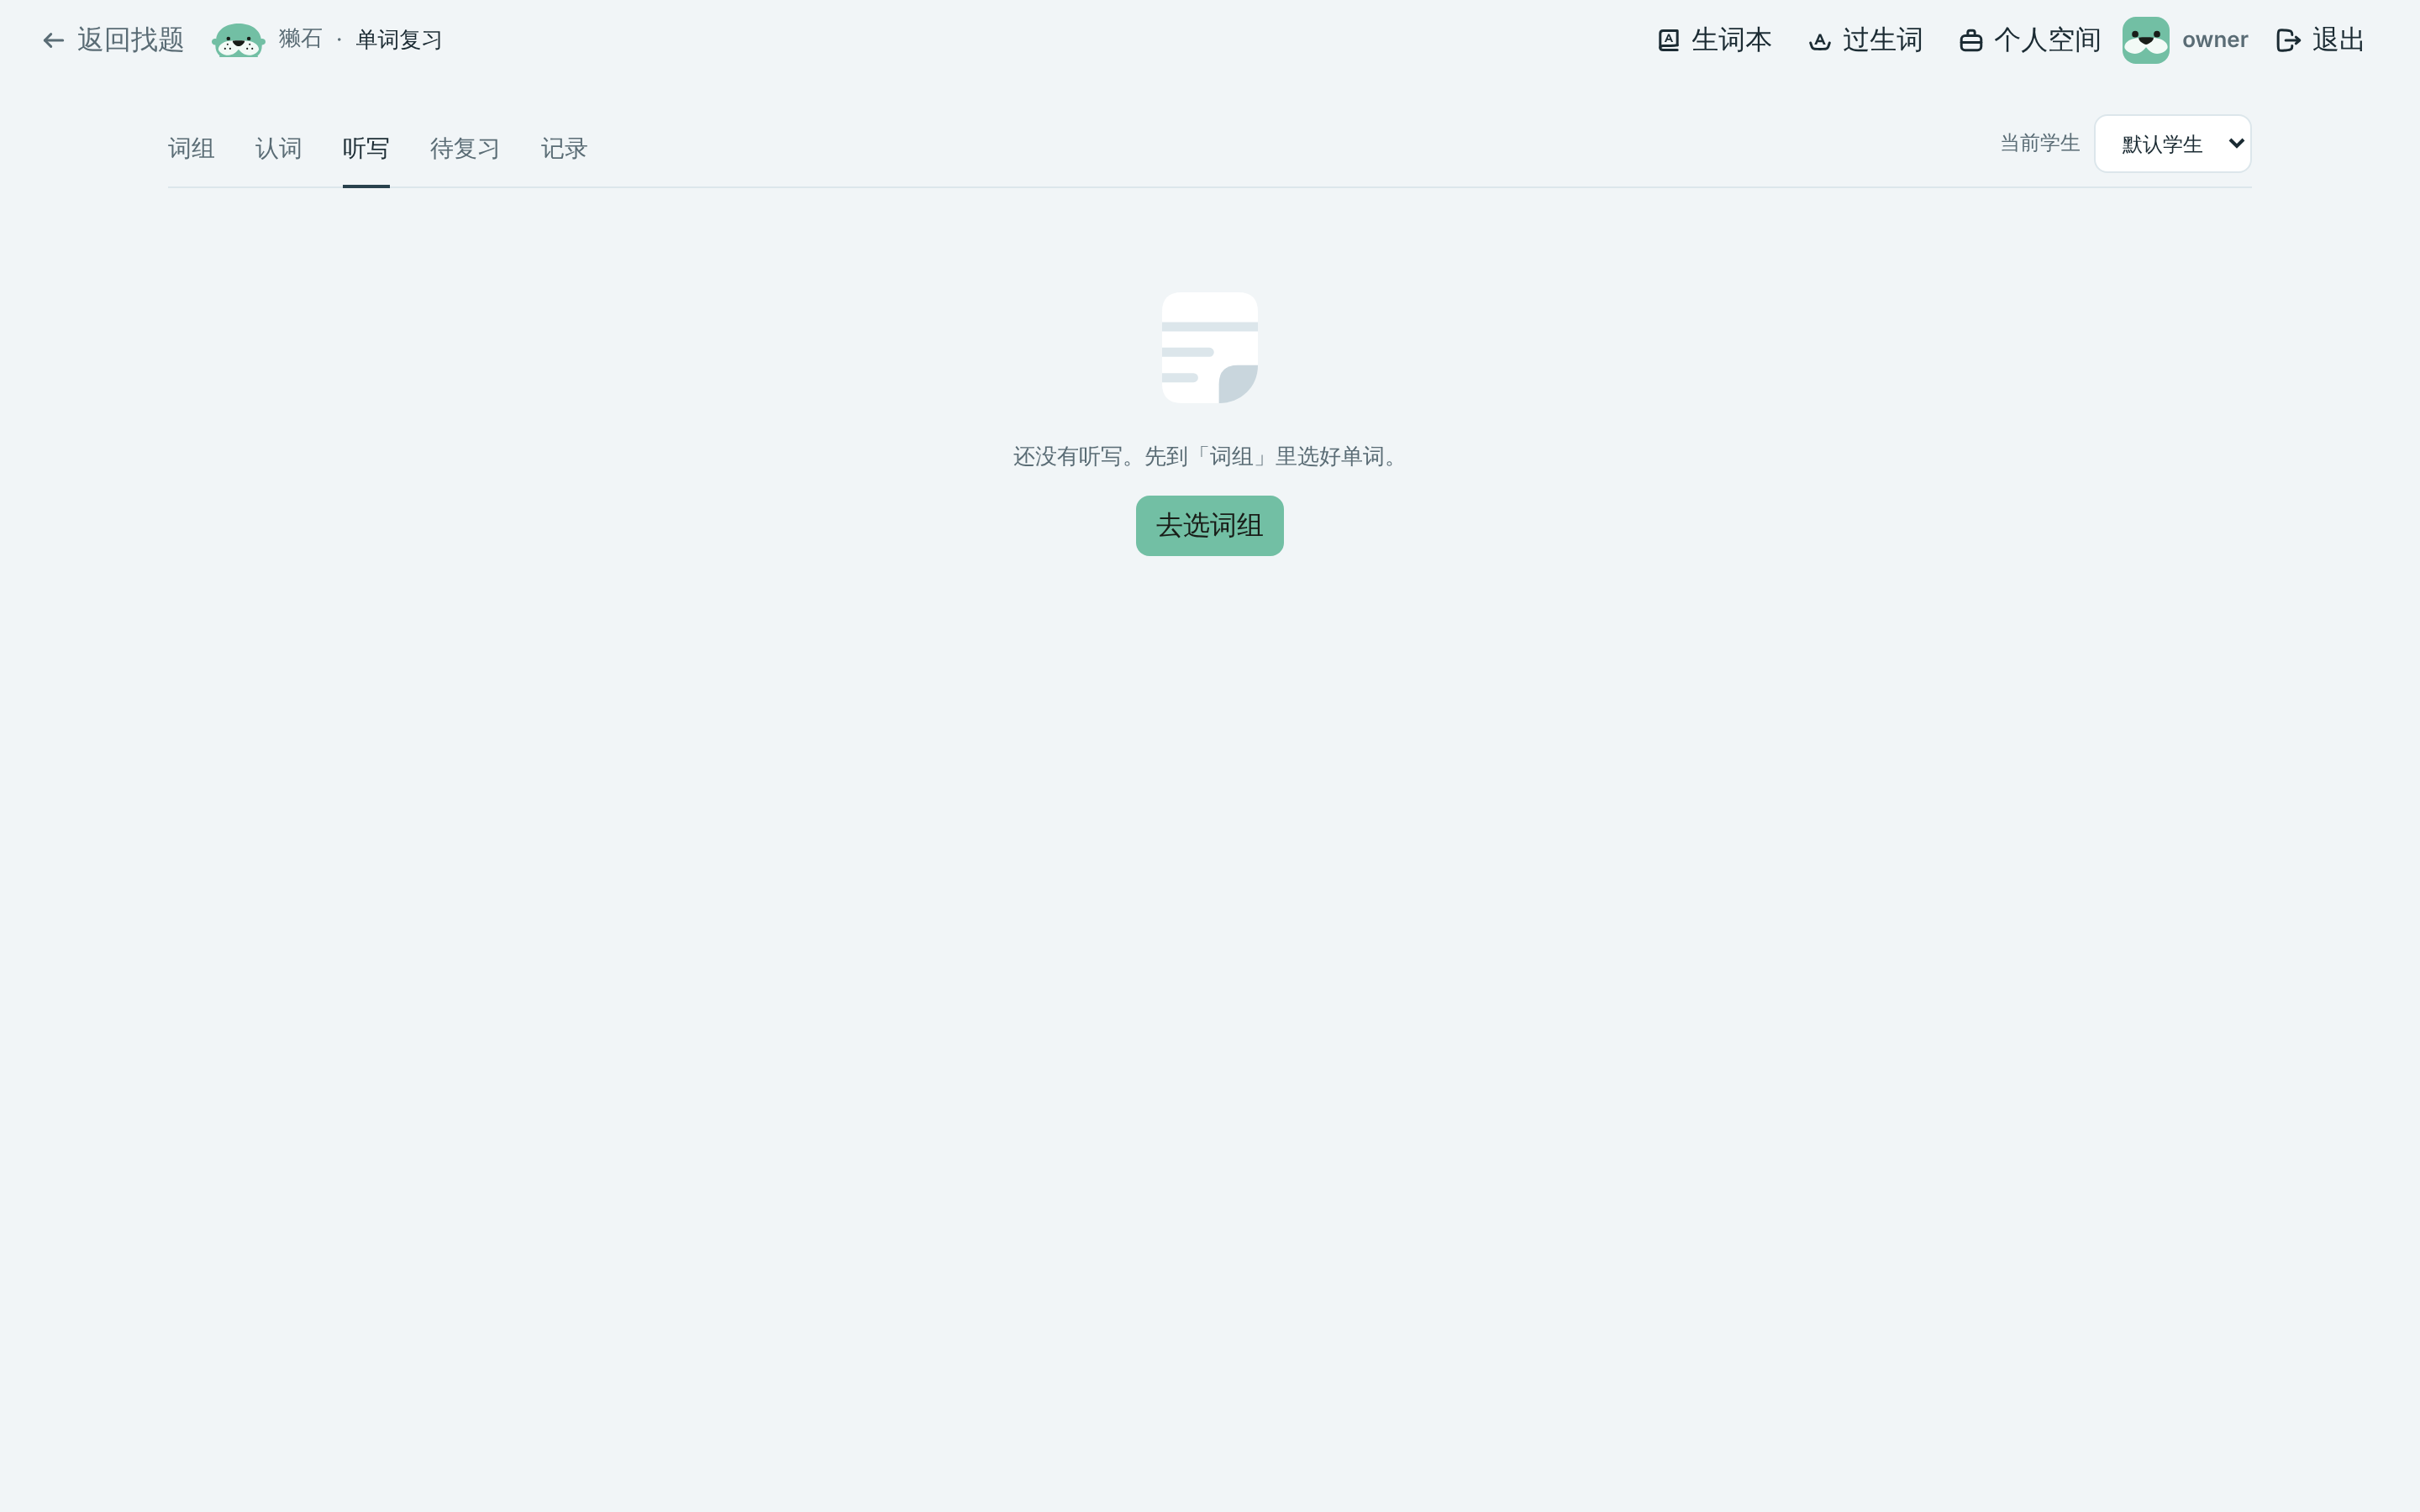 返回找题 獭石 · 单词复习 生词本 过生词 个人空间 owner 退出
词组 认词 听写 待复习 记录 当前学生 默认学生
还没有听写。先到「词组」里选好单词。
去选词组